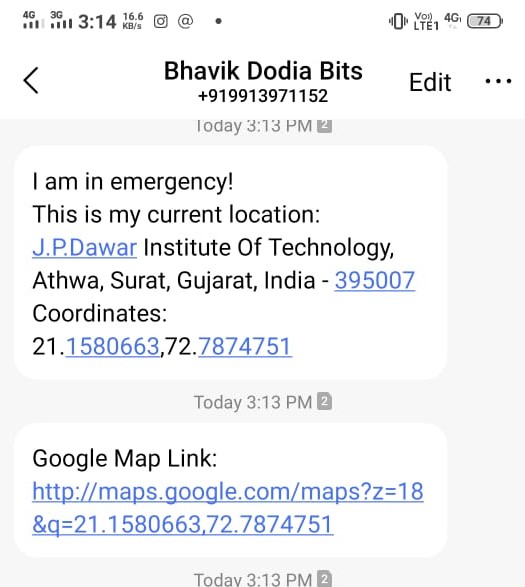 4G 3G 3:14 16.6 KB/s
Vo) LTE1 4G 74
Bhavik Dodia Bits
Edit
+919913971152
Today 3:13 PM 2
I am in emergency!
This is my current location:
J.P.Dawar Institute Of Technology,
Athwa, Surat, Gujarat, India - 395007
Coordinates:
21.1580663,72.7874751
Today 3:13 PM 2
Google Map Link:
http://maps.google.com/maps?z=18
&q=21.1580663,72.7874751
Today 3:13 PM 2